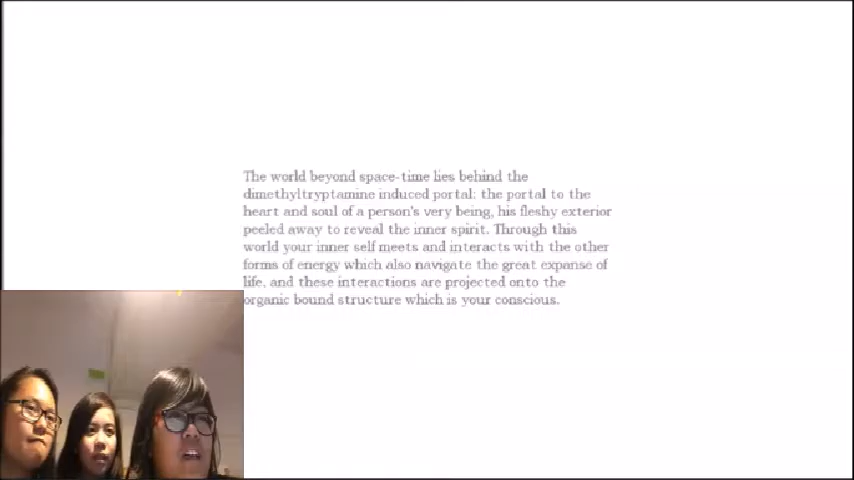 The world beyond space-time lies behind the
dimethyltryptamine induced portal: the portal to the
heart and soul of a person's very being, his fleshy exterior
peeled away to reveal the inner spirit. Through this
world your inner self meets and interacts with the other
forms of energy which also navigate the great expanse of
life, and these interactions are projected onto the
organic bound structure which is your conscious.